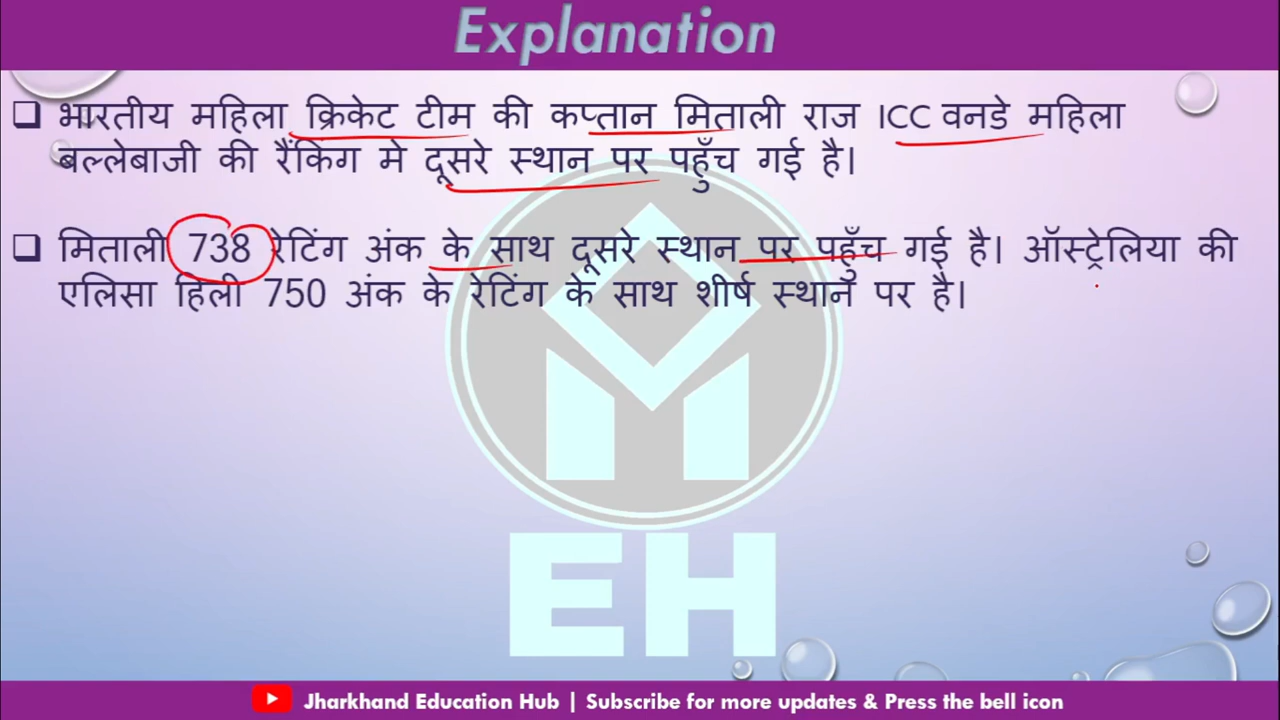 Explanation
भारतीय महिला क्रिकेट टीम की कप्तान मिताली राज ICC वनडे महिला
बल्लेबाजी की रैंकिंग मे दूसरे स्थान पर पहुँच गई है।
मिताली 738 रेटिंग अंक के साथ दूसरे स्थान पर पहुँच गई है। ऑस्ट्रेलिया की
एलिसा हिली 750 अंक के रेटिंग के साथ शीर्ष स्थान पर है।
EH
Jharkhand Education Hub | Subscribe for more updates & Press the bell icon